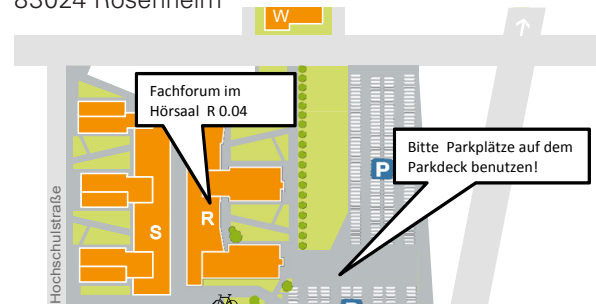 83024 Rosenheim
W
Fachforum im
Hörsaal R 0.04
Bitte Parkplätze auf dem
Parkdeck benutzen!
P
S
R
Hochschulstraße
P